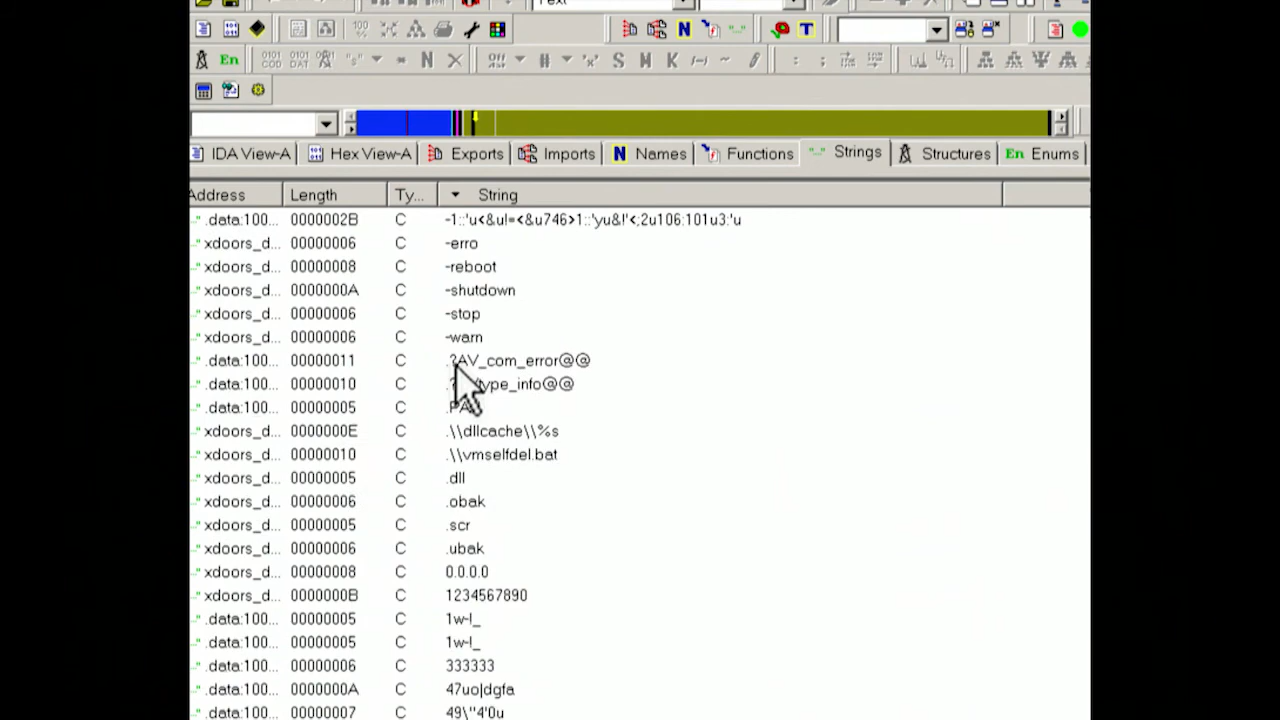 Text
En
IDA View-A Hex View-A Exports Imports N Names Functions Strings Structures En Enums
Address Length Ty... String
.data:100... 0000002B C -1::'u<&u!=<&u746>1::'yu&!'<;2u106:101u3:'u
xdoors_d... 00000006 C -erro
xdoors_d... 00000008 C -reboot
xdoors_d... 0000000A C -shutdown
xdoors_d... 00000006 C -stop
xdoors_d... 00000006 C -warn
.data:100... 00000011 C .?AV_com_error@@
.data:100... 00000010 C type_info@@
.data:100... 00000005 C .PA
xdoors_d... 0000000E C .\\dllcache\\%s
xdoors_d... 00000010 C .\\vmselfdel.bat
xdoors_d... 00000005 C .dll
xdoors_d... 00000006 C .obak
xdoors_d... 00000005 C .scr
xdoors_d... 00000006 C .ubak
xdoors_d... 00000008 C 0.0.0.0
xdoors_d... 0000000B C 1234567890
.data:100... 00000005 C 1w-!_
.data:100... 00000005 C 1w-!_
.data:100... 00000006 C 333333
.data:100... 0000000A C 47uo|dgfa
.data:100... 00000007 C 49\"4'0u